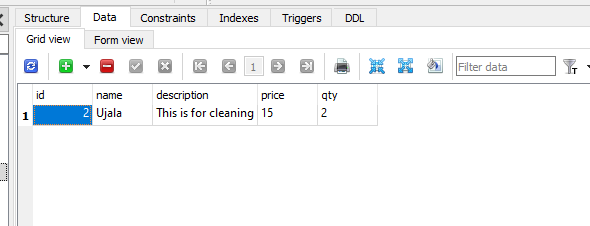 Structure Data Constraints Indexes Triggers DDL
Grid view Form view
1 Filter data
id name description price qty
1 2 Ujala This is for cleaning 15 2